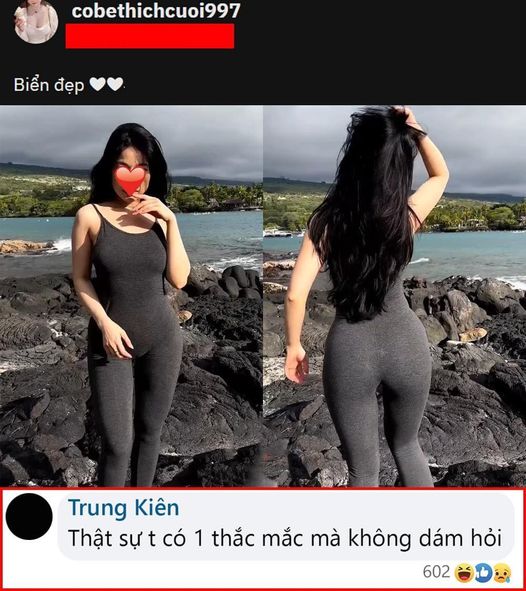 cobethichcuoi997
Biển đẹp 🤍🤍
Trung Kiên
Thật sự t có 1 thắc mắc mà không dám hỏi
602